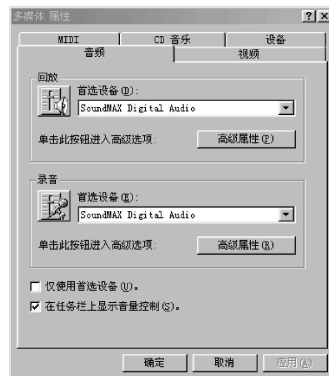 多媒体 属性
MIDI
CD 音乐
设备
音频
视频
回放
首选设备(D):
SoundMAX Digital Audio
单击此按钮进入高级选项:
高级属性(P)
录音
首选设备(E):
SoundMAX Digital Audio
单击此按钮进入高级选项:
高级属性(R)
仅使用首选设备(U)。
在任务栏上显示音量控制(S)。
确定
取消
应用(A)